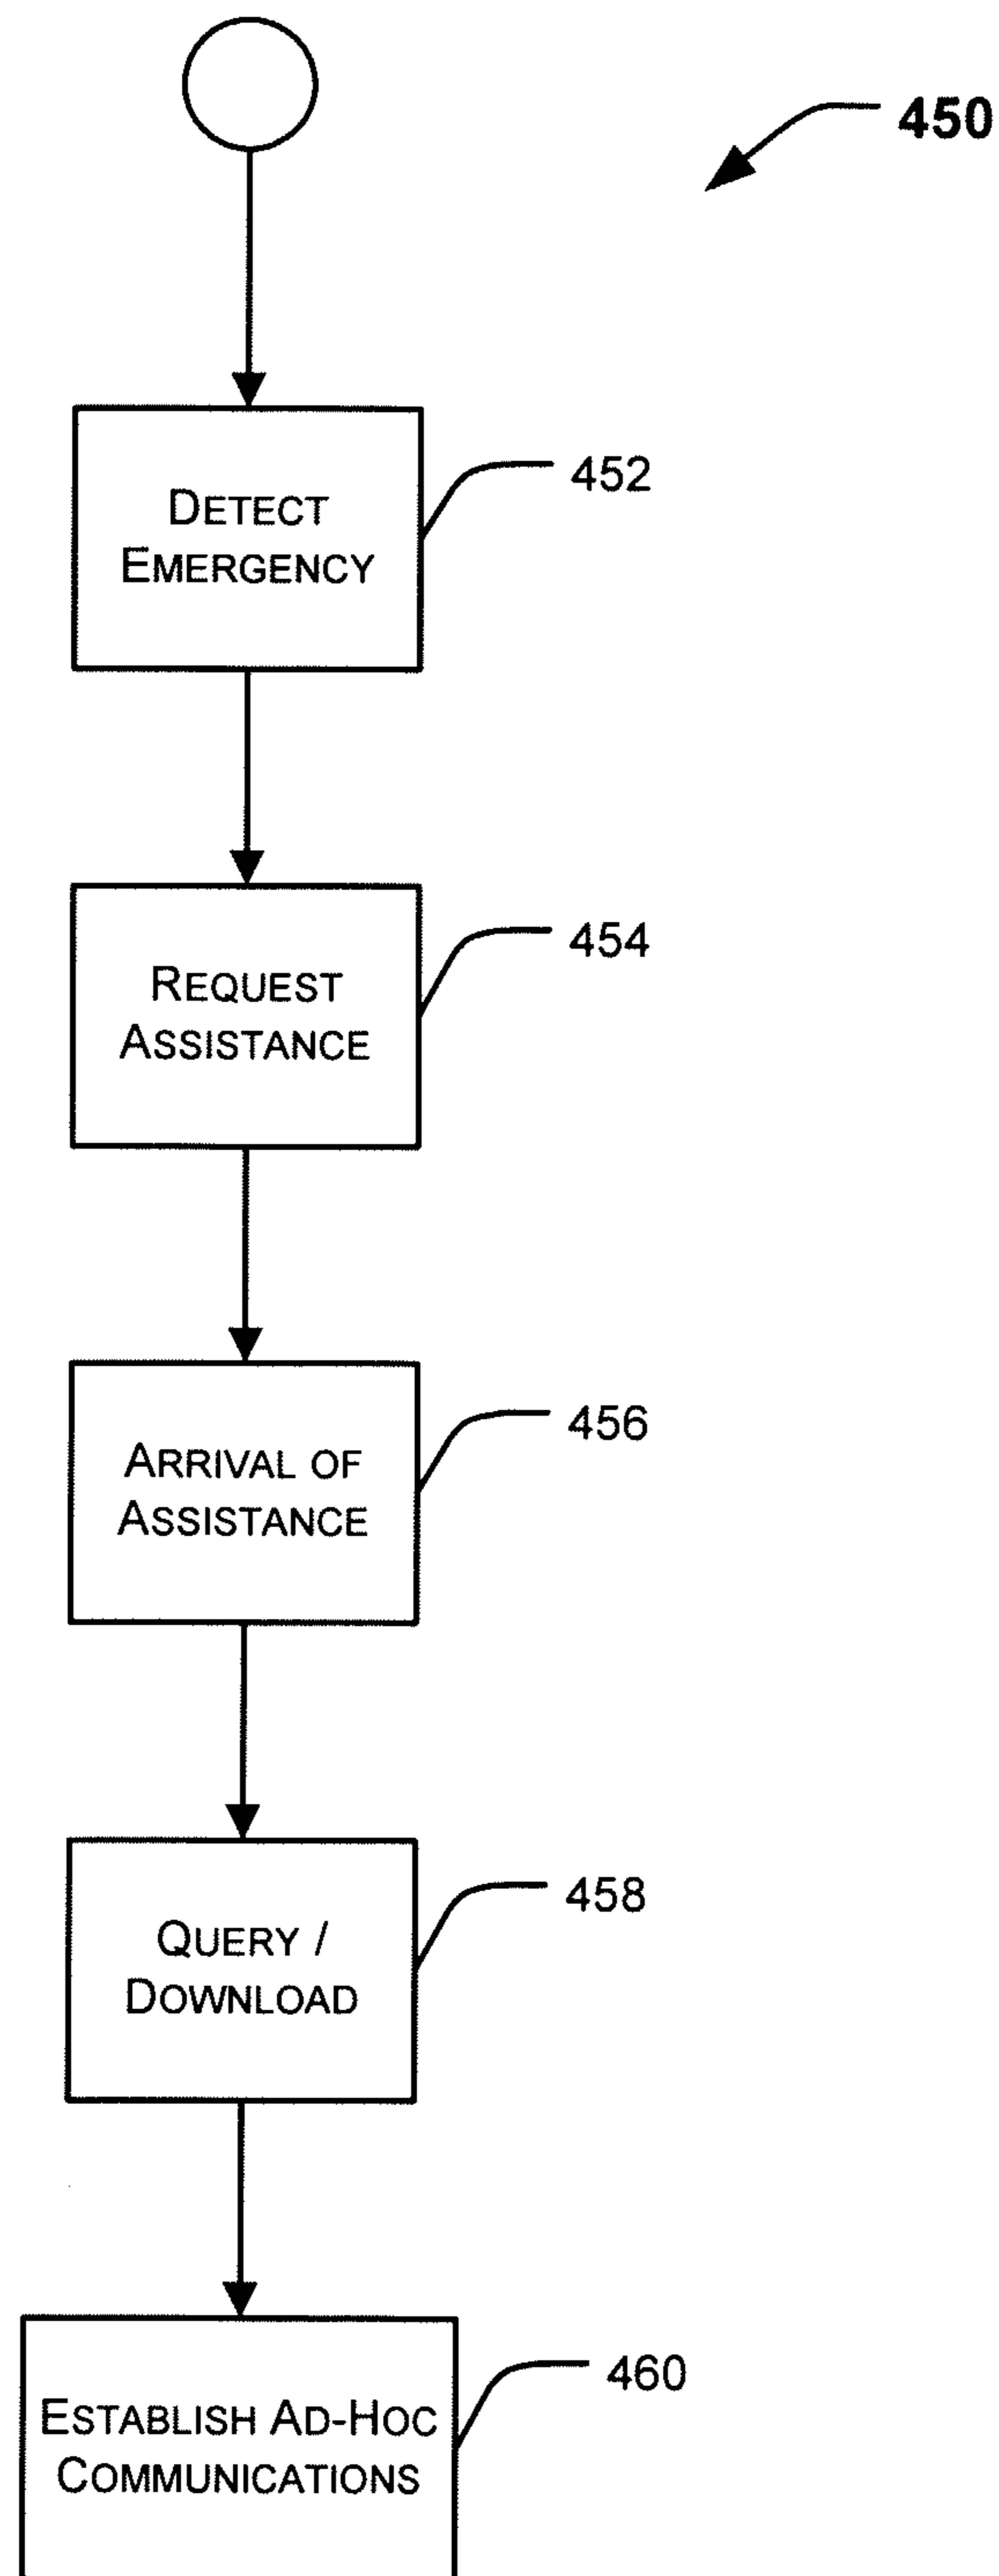 450
DETECT
EMERGENCY
452
REQUEST
ASSISTANCE
454
ARRIVAL OF
ASSISTANCE
456
QUERY /
DOWNLOAD
458
ESTABLISH AD-HOC
COMMUNICATIONS
460